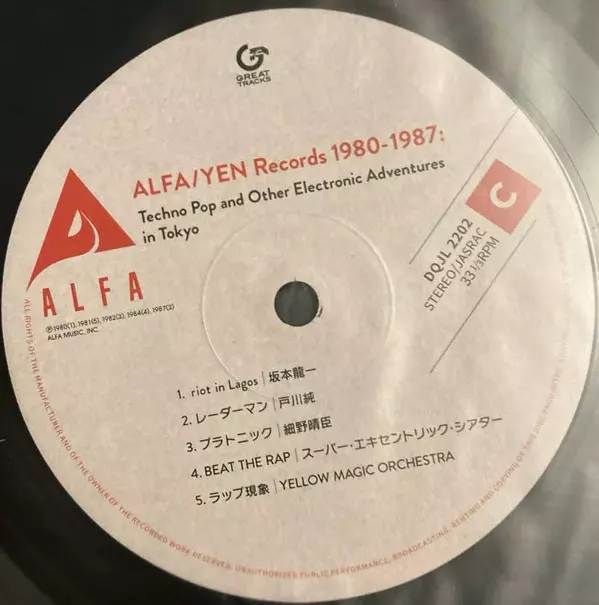 GREAT
TRACKS
ALFA/YEN Records 1980-1987:
Techno Pop and Other Electronic Adventures
in Tokyo
C
DQJL 2202
STEREO/JASRAC
33 1/3RPM
ALFA
℗1980(1), 1981(5), 1982(3), 1984(4), 1987(2)
ALFA MUSIC, INC.
1. riot in Lagos | 坂本龍一
2. レーダーマン | 戸川純
3. プラトニック | 細野晴臣
4. BEAT THE RAP | スーパー・エキセントリック・シアター
5. ラップ現象 | YELLOW MAGIC ORCHESTRA
ALL RIGHTS OF THE MANUFACTURER AND OF THE OWNER OF THE RECORDED WORK RESERVED. UNAUTHORIZED PUBLIC PERFORMANCE, BROADCASTING, RENTING AND COPYING OF THIS DISC